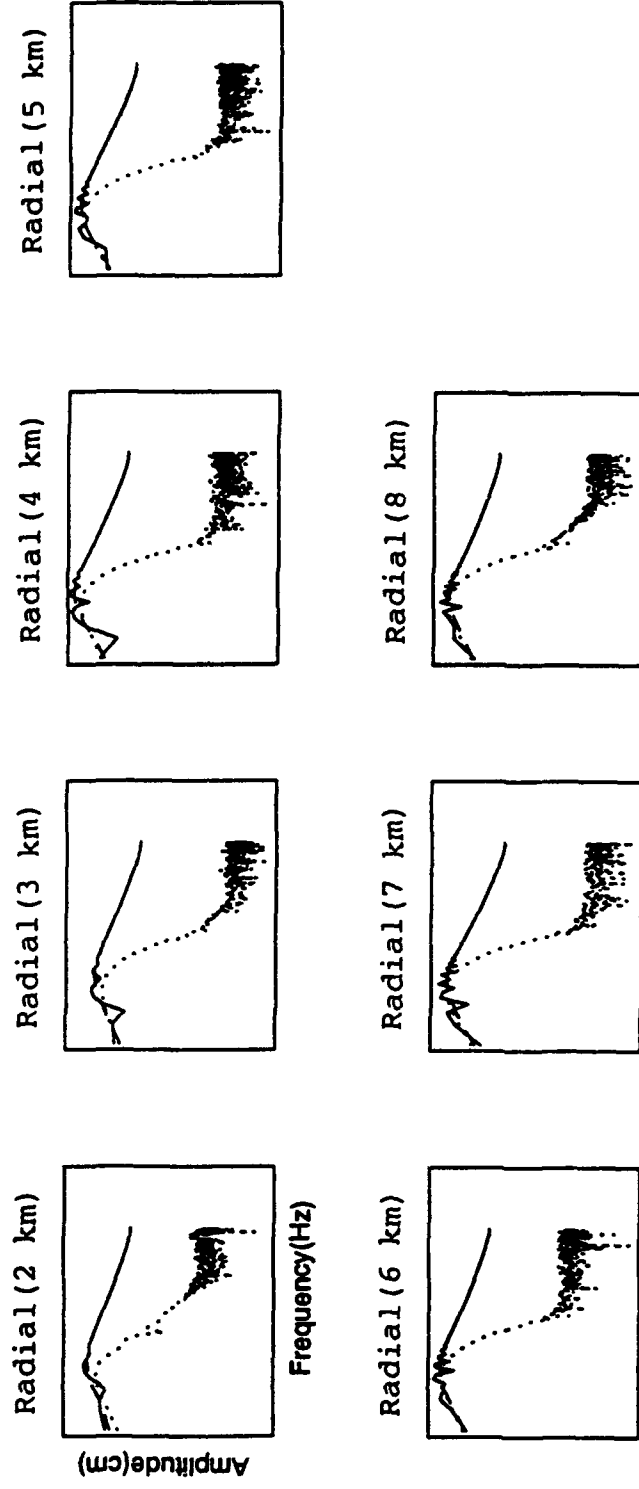 Radial(2 km)
Radial(3 km)
Radial(4 km)
Radial(5 km)
Amplitude(cm)
Frequency(Hz)
Radial(6 km)
Radial(7 km)
Radial(8 km)